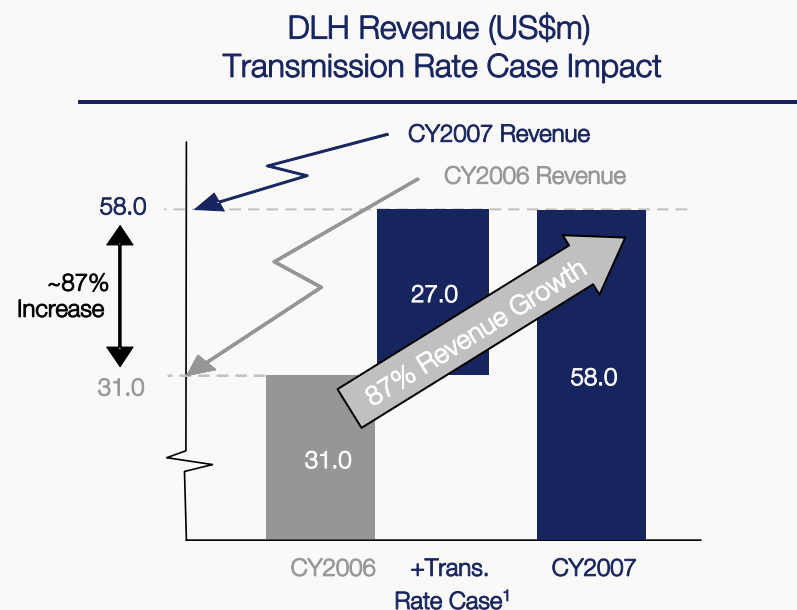 DLH Revenue (US$m)
Transmission Rate Case Impact
CY2007 Revenue
CY2006 Revenue
58.0
~87%
Increase
31.0
27.0
87% Revenue Growth
58.0
31.0
CY2006
+Trans.
Rate Case¹
CY2007